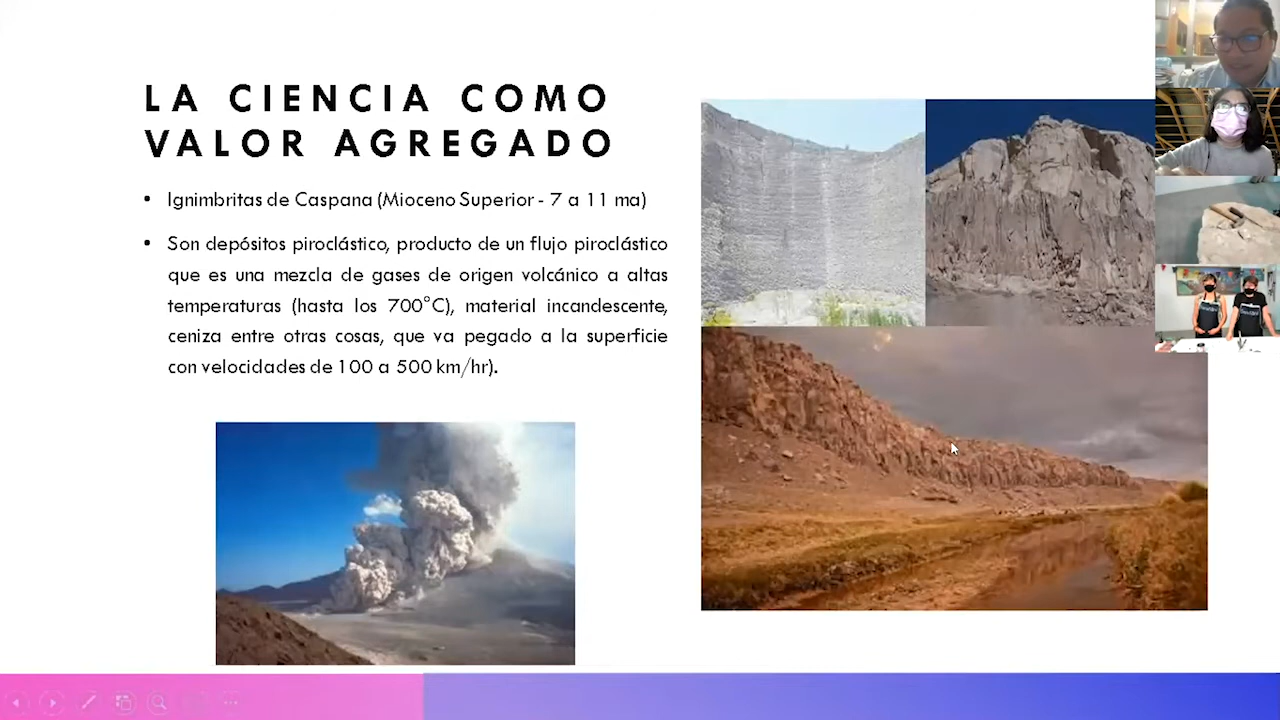 LA CIENCIA COMO
VALOR AGREGADO
• Ignimbritas de Caspana (Mioceno Superior - 7 a 11 ma)
• Son depósitos piroclástico, producto de un flujo piroclástico
que es una mezcla de gases de origen volcánico a altas
temperaturas (hasta los 700°C), material incandescente,
ceniza entre otras cosas, que va pegado a la superficie
con velocidades de 100 a 500 km/hr).